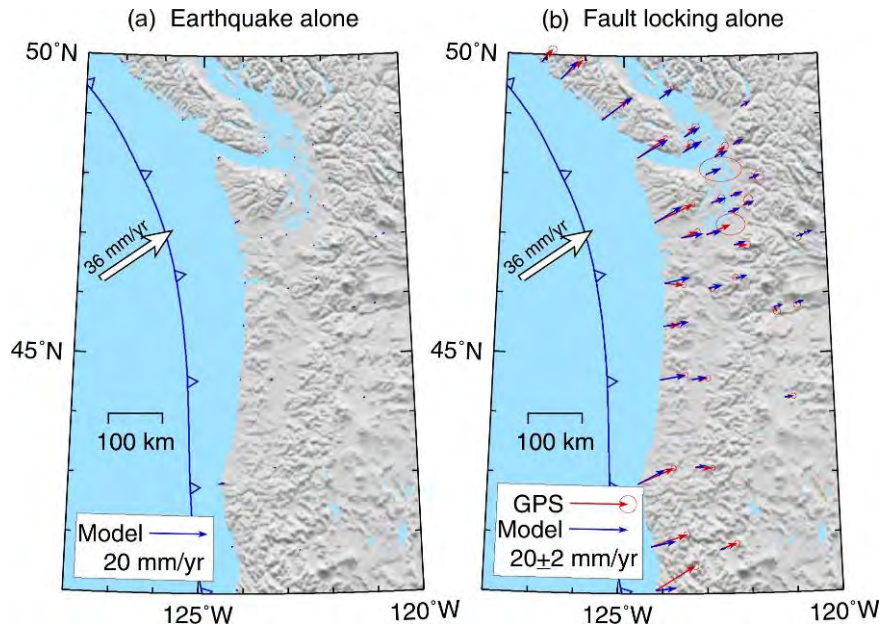 (a) Earthquake alone
(b) Fault locking alone
50°N
50°N
36 mm/yr
36 mm/yr
45°N
45°N
100 km
100 km
Model
20 mm/yr
GPS
Model
20±2 mm/yr
125°W
120°W
125°W
120°W